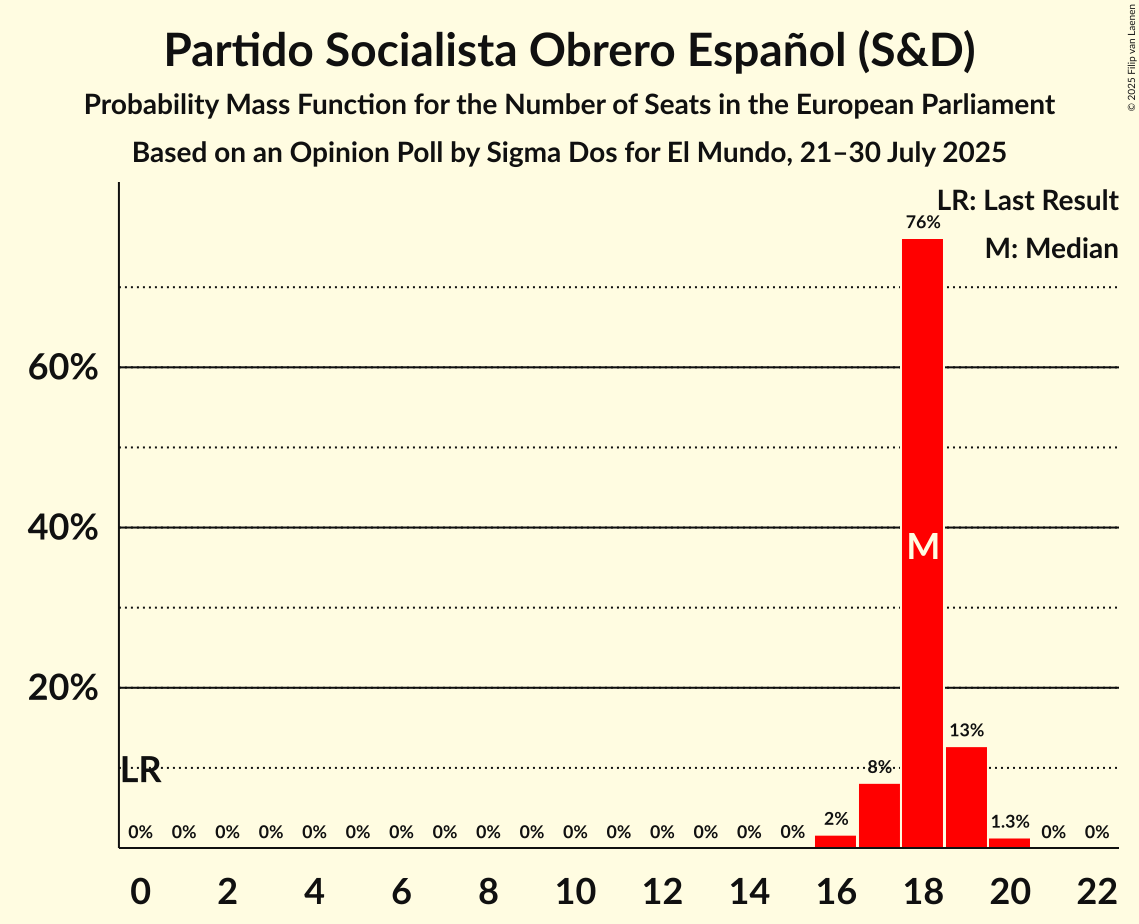 Partido Socialista Obrero Español (S&D)
Probability Mass Function for the Number of Seats in the European Parliament
Based on an Opinion Poll by Sigma Dos for El Mundo, 21–30 July 2025
© 2025 Filip van Laenen
LR: Last Result
M: Median
76%
60%
40%
M
20%
LR
0% 0% 0% 0% 0% 0% 0% 0% 0% 0% 0% 0% 0% 0% 0% 0% 2% 8% 13% 1.3% 0% 0%
0 2 4 6 8 10 12 14 16 18 20 22